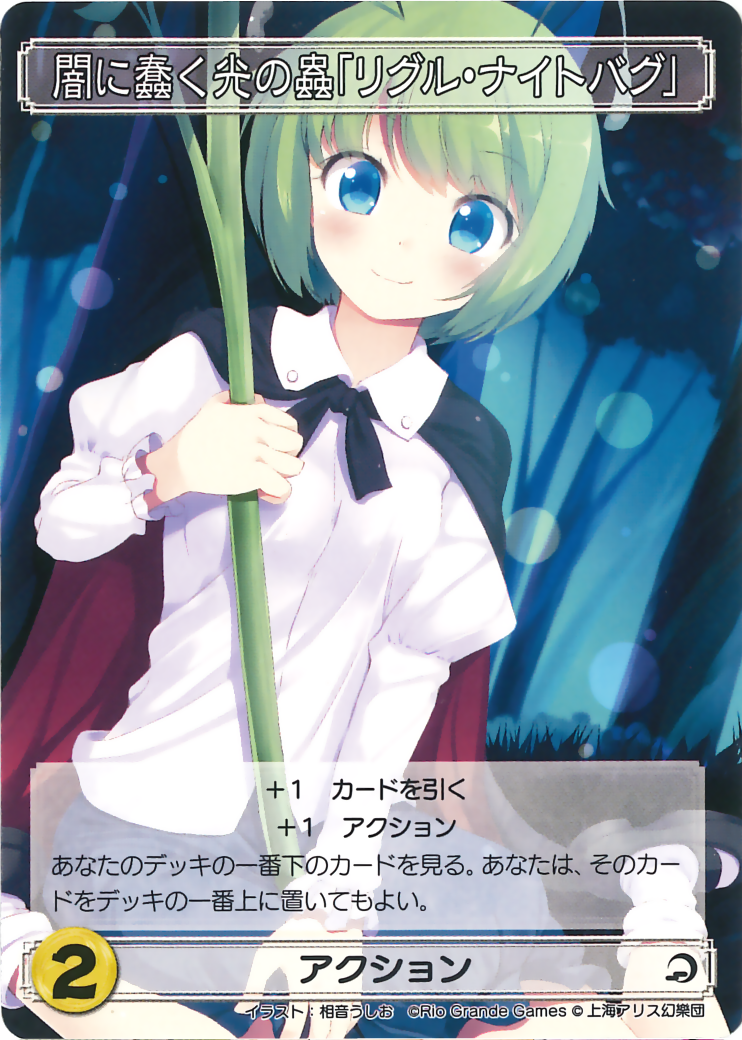 闇に蠢く光の蟲「リグル・ナイトバグ」
＋1　カードを引く
＋1　アクション
あなたのデッキの一番下のカードを見る。あなたは、そのカー
ドをデッキの一番上に置いてもよい。
2
アクション
イラスト：相音うしお　©Rio Grande Games © 上海アリス幻樂団